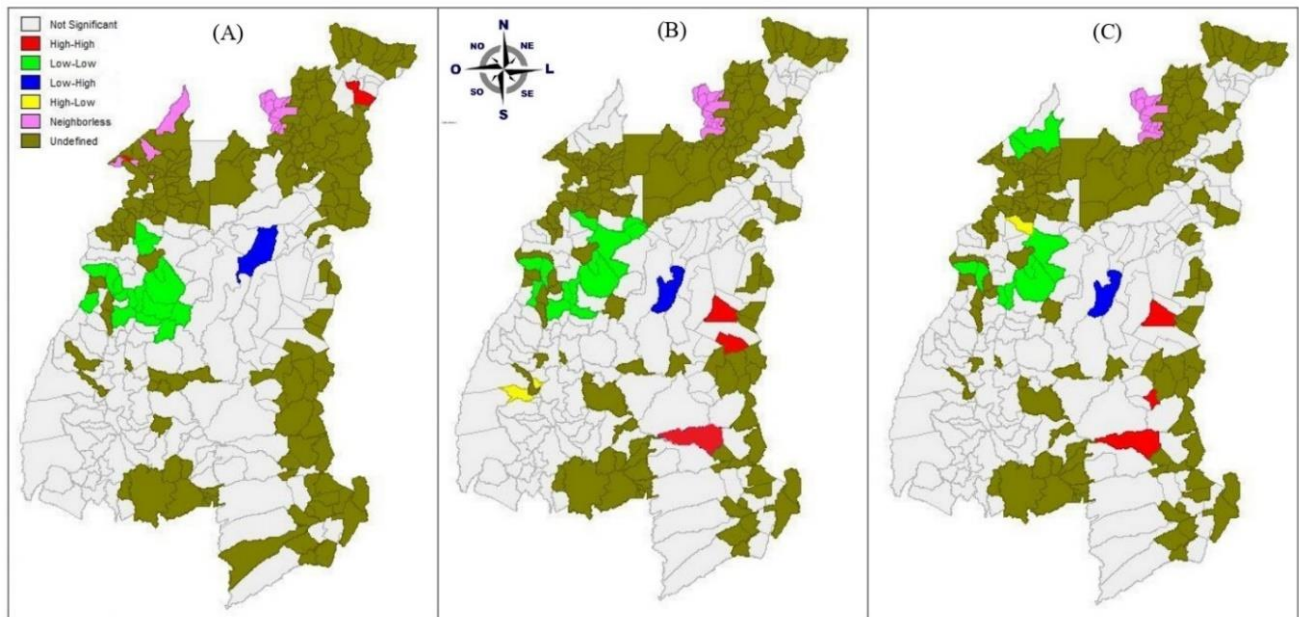 Not Significant
High-High
Low-Low
Low-High
High-Low
Neighborless
Undefined
(A)
N
NO NE
O L
SO SE
S
(B)
(C)